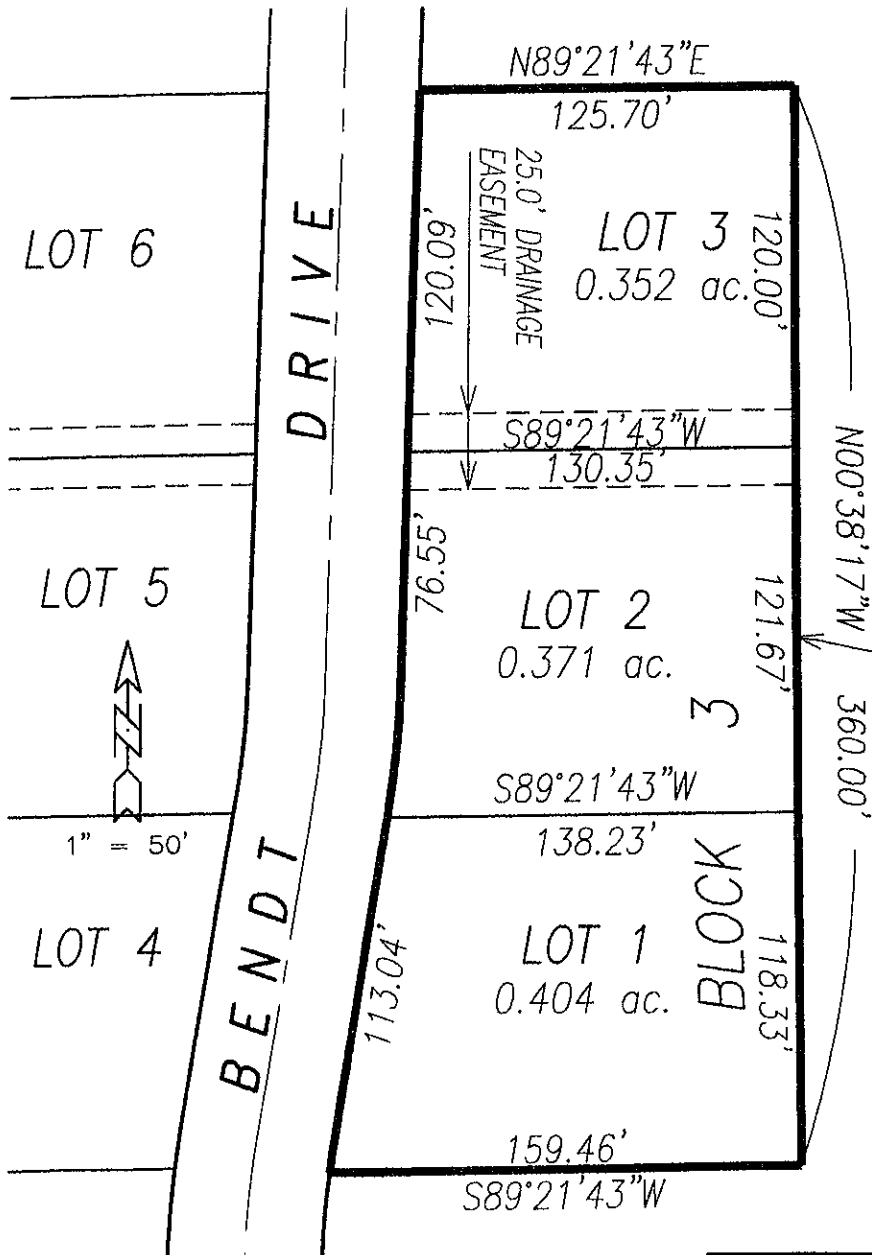 N89°21'43"E
125.70'
25.0' DRAINAGE
EASEMENT
LOT 6
DRIVE
120.09'
LOT 3
0.352 ac.
120.00'
S89°21'43"W
130.35'
N00°38'17"W 360.00'
LOT 5
76.55'
LOT 2
0.371 ac.
121.67'
N
1" = 50'
S89°21'43"W
138.23'
BLOCK 3
LOT 4
BENDT
113.04'
LOT 1
0.404 ac.
118.33'
159.46'
S89°21'43"W